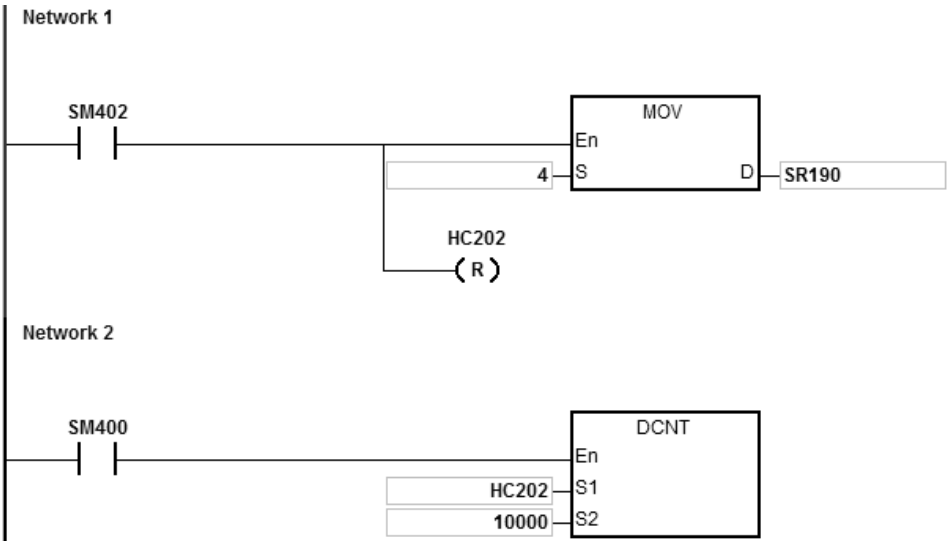 Network 1
SM402
MOV
En
4 S D SR190
HC202
( R )
Network 2
SM400
DCNT
En
HC202 S1
10000 S2